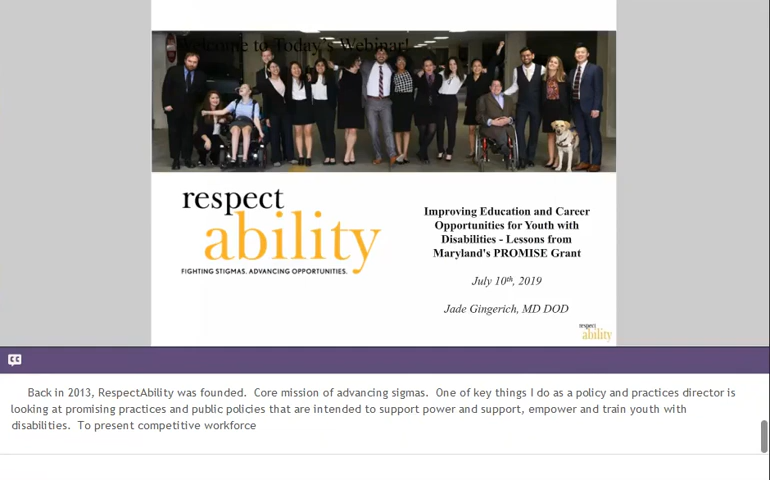 Welcome to Today's Webinar!
respect
ability
FIGHTING STIGMAS. ADVANCING OPPORTUNITIES.
Improving Education and Career
Opportunities for Youth with
Disabilities - Lessons from
Maryland's PROMISE Grant
July 10th, 2019
Jade Gingerich, MD DOD
respect
ability
cc
Back in 2013, RespectAbility was founded.  Core mission of advancing sigmas.  One of key things I do as a policy and practices director is
looking at promising practices and public policies that are intended to support power and support, empower and train youth with
disabilities.  To present competitive workforce